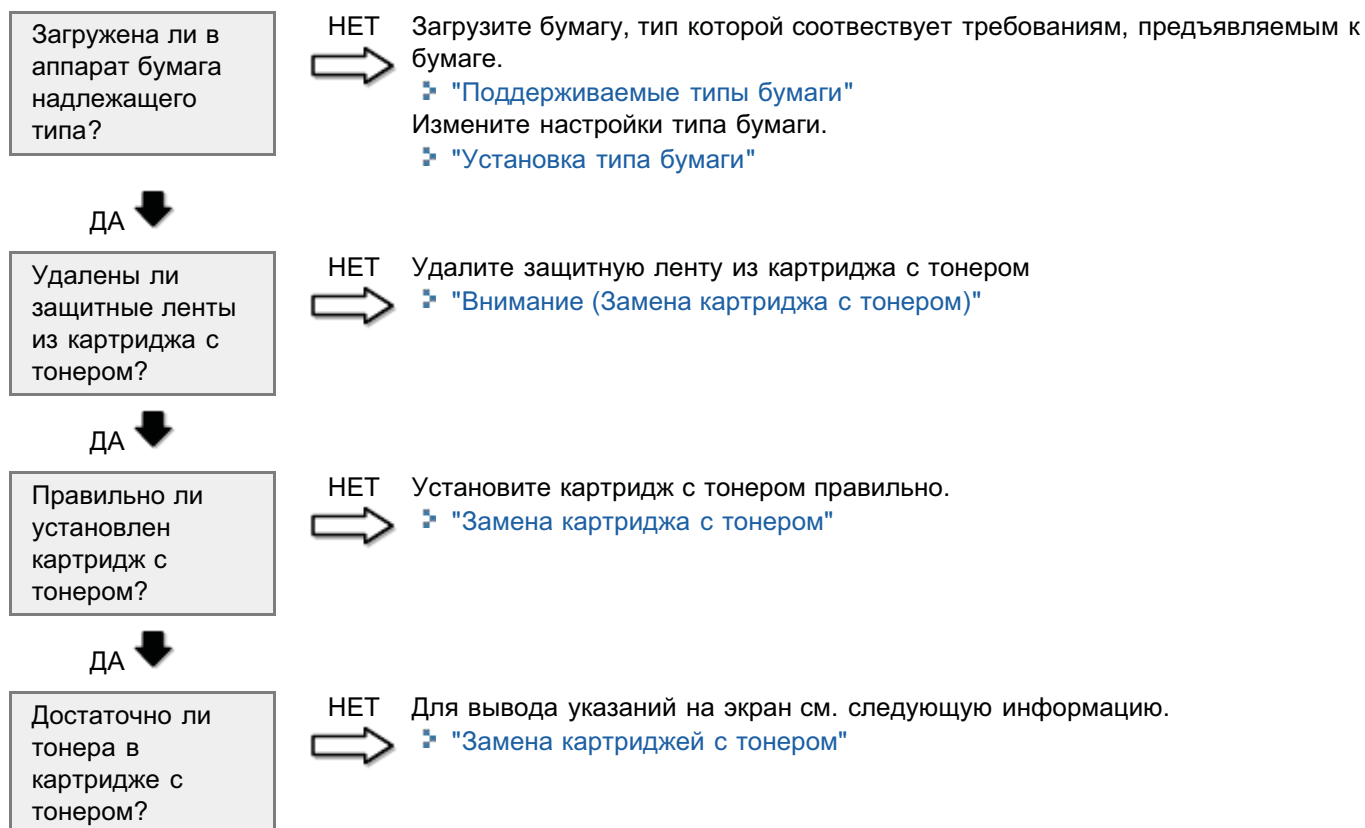 Загружена ли в
аппарат бумага
надлежащего
типа?
НЕТ
Загрузите бумагу, тип которой соотвествует требованиям, предъявляемым к
бумаге.
"Поддерживаемые типы бумаги"
Измените настройки типа бумаги.
"Установка типа бумаги"
ДА
Удалены ли
защитные ленты
из картриджа с
тонером?
НЕТ
Удалите защитную ленту из картриджа с тонером
"Внимание (Замена картриджа с тонером)"
ДА
Правильно ли
установлен
картридж с
тонером?
НЕТ
Установите картридж с тонером правильно.
"Замена картриджа с тонером"
ДА
Достаточно ли
тонера в
картридже с
тонером?
НЕТ
Для вывода указаний на экран см. следующую информацию.
"Замена картриджей с тонером"